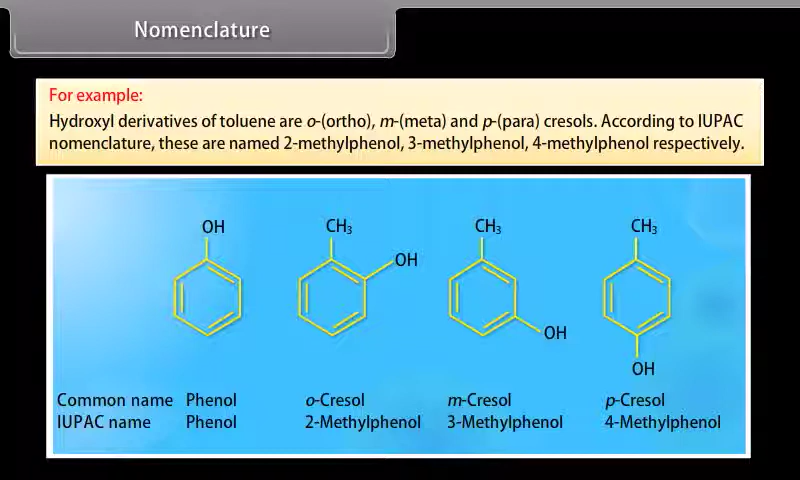 Nomenclature
For example:
Hydroxyl derivatives of toluene are o-(ortho), m-(meta) and p-(para) cresols. According to IUPAC
nomenclature, these are named 2-methylphenol, 3-methylphenol, 4-methylphenol respectively.
OH CH₃ CH₃ CH₃
OH
OH
OH
Common name Phenol o-Cresol m-Cresol p-Cresol
IUPAC name Phenol 2-Methylphenol 3-Methylphenol 4-Methylphenol